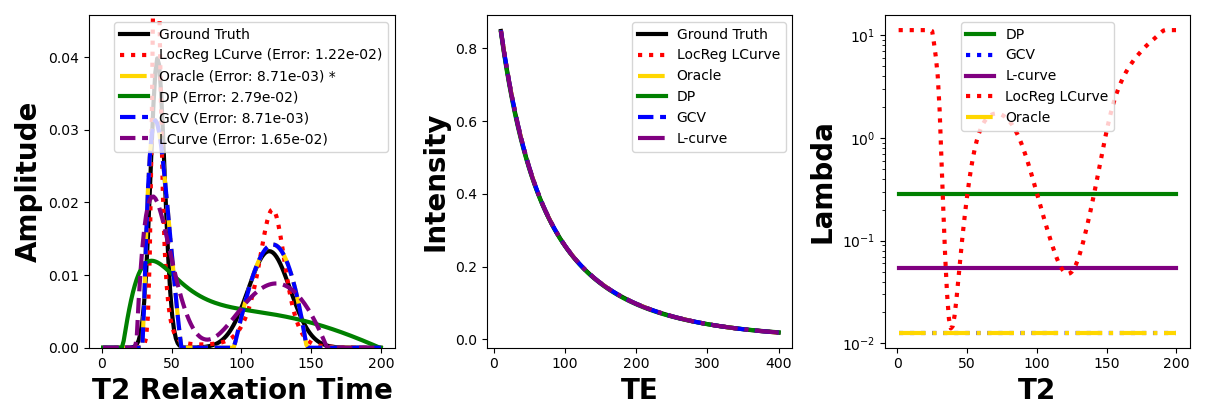 Amplitude
0.00
0.01
0.02
0.03
0.04
Ground Truth
LocReg LCurve (Error: 1.22e-02)
Oracle (Error: 8.71e-03) *
DP (Error: 2.79e-02)
GCV (Error: 8.71e-03)
LCurve (Error: 1.65e-02)
0 50 100 150 200
T2 Relaxation Time
Intensity
0.0
0.2
0.4
0.6
0.8
Ground Truth
LocReg LCurve
Oracle
DP
GCV
L-curve
0 100 200 300 400
TE
Lambda
10⁻²
10⁻¹
10⁰
10¹
DP
GCV
L-curve
LocReg LCurve
Oracle
0 50 100 150 200
T2